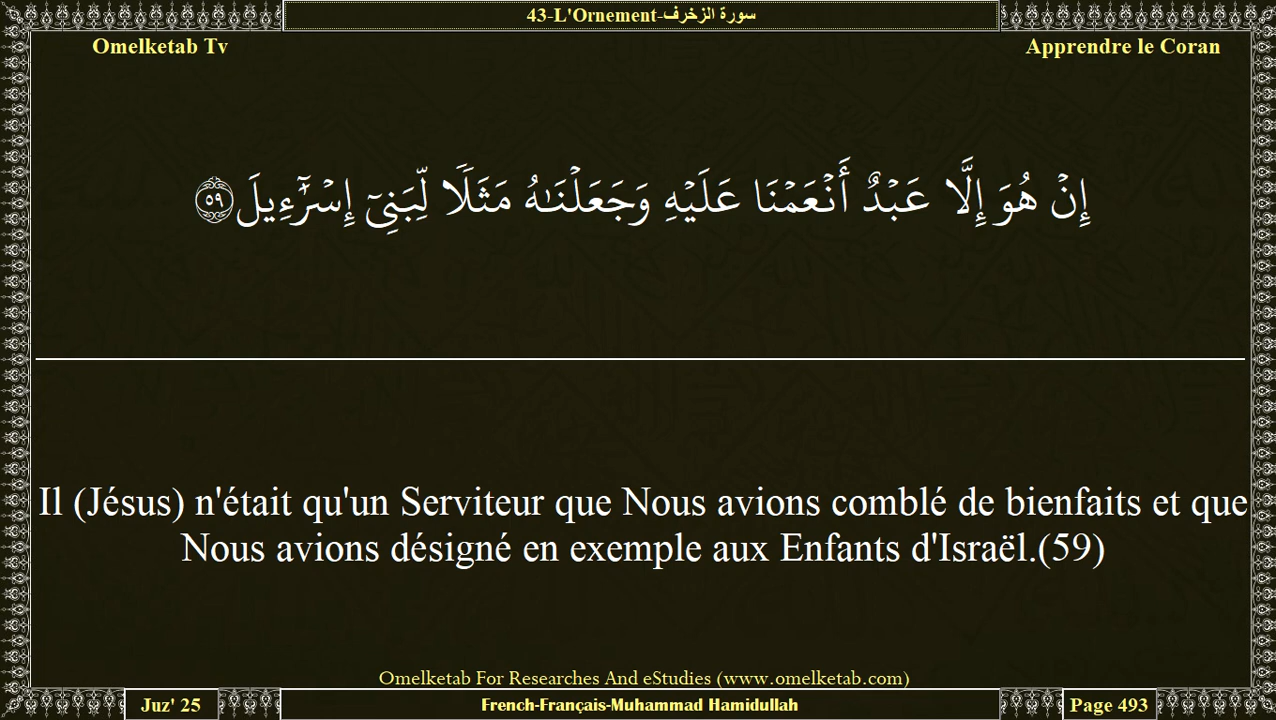 43-L'Ornement-سورة الزخرف
Omelketab Tv
Apprendre le Coran
إِنۡ هُوَ إِلَّا عَبۡدٌ أَنۡعَمۡنَا عَلَيۡهِ وَجَعَلۡنَٰهُ مَثَلٗا لِّبَنِيٓ إِسۡرَٰٓءِيلَ ٥٩
Il (Jésus) n'était qu'un Serviteur que Nous avions comblé de bienfaits et que
Nous avions désigné en exemple aux Enfants d'Israël.(59)
Omelketab For Researches And eStudies (www.omelketab.com)
Juz' 25
French-Français-Muhammad Hamidullah
Page 493